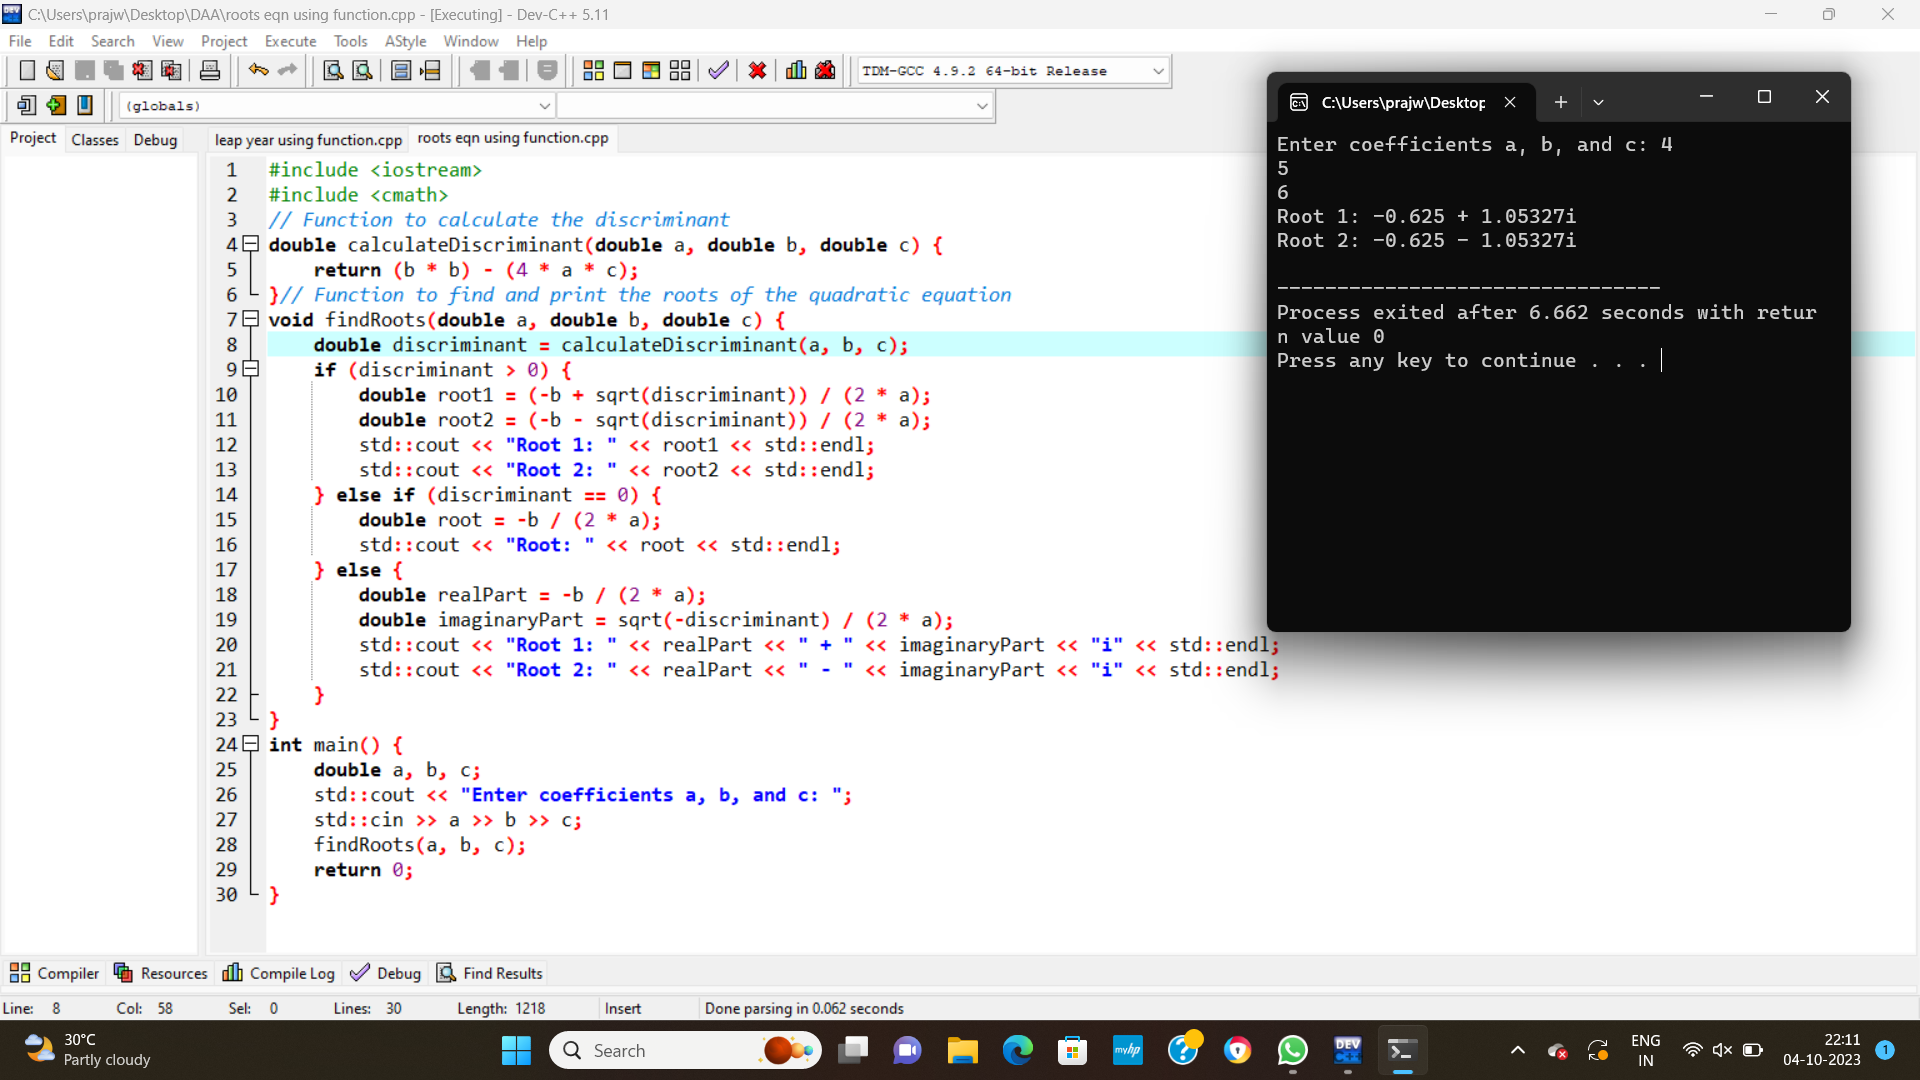 C:\Users\prajw\Desktop\DAA\roots eqn using function.cpp - [Executing] - Dev-C++ 5.11
File Edit Search View Project Execute Tools AStyle Window Help
TDM-GCC 4.9.2 64-bit Release
(globals)
Project Classes Debug
leap year using function.cpp roots eqn using function.cpp
1 #include <iostream>
2 #include <cmath>
3 // Function to calculate the discriminant
4 double calculateDiscriminant(double a, double b, double c) {
5 return (b * b) - (4 * a * c);
6 }// Function to find and print the roots of the quadratic equation
7 void findRoots(double a, double b, double c) {
8 double discriminant = calculateDiscriminant(a, b, c);
9 if (discriminant > 0) {
10 double root1 = (-b + sqrt(discriminant)) / (2 * a);
11 double root2 = (-b - sqrt(discriminant)) / (2 * a);
12 std::cout << "Root 1: " << root1 << std::endl;
13 std::cout << "Root 2: " << root2 << std::endl;
14 } else if (discriminant == 0) {
15 double root = -b / (2 * a);
16 std::cout << "Root: " << root << std::endl;
17 } else {
18 double realPart = -b / (2 * a);
19 double imaginaryPart = sqrt(-discriminant) / (2 * a);
20 std::cout << "Root 1: " << realPart << " + " << imaginaryPart << "i" << std::endl;
21 std::cout << "Root 2: " << realPart << " - " << imaginaryPart << "i" << std::endl;
22 }
23 }
24 int main() {
25 double a, b, c;
26 std::cout << "Enter coefficients a, b, and c: ";
27 std::cin >> a >> b >> c;
28 findRoots(a, b, c);
29 return 0;
30 }
C:\Users\prajw\Desktop
Enter coefficients a, b, and c: 4
5
6
Root 1: -0.625 + 1.05327i
Root 2: -0.625 - 1.05327i
--------------------------------
Process exited after 6.662 seconds with retur
n value 0
Press any key to continue . . .
Compiler Resources Compile Log Debug Find Results
Line: 8 Col: 58 Sel: 0 Lines: 30 Length: 1218 Insert Done parsing in 0.062 seconds
30°C
Partly cloudy
Search
myhp
DEV
C++
ENG
IN
22:11
04-10-2023
1